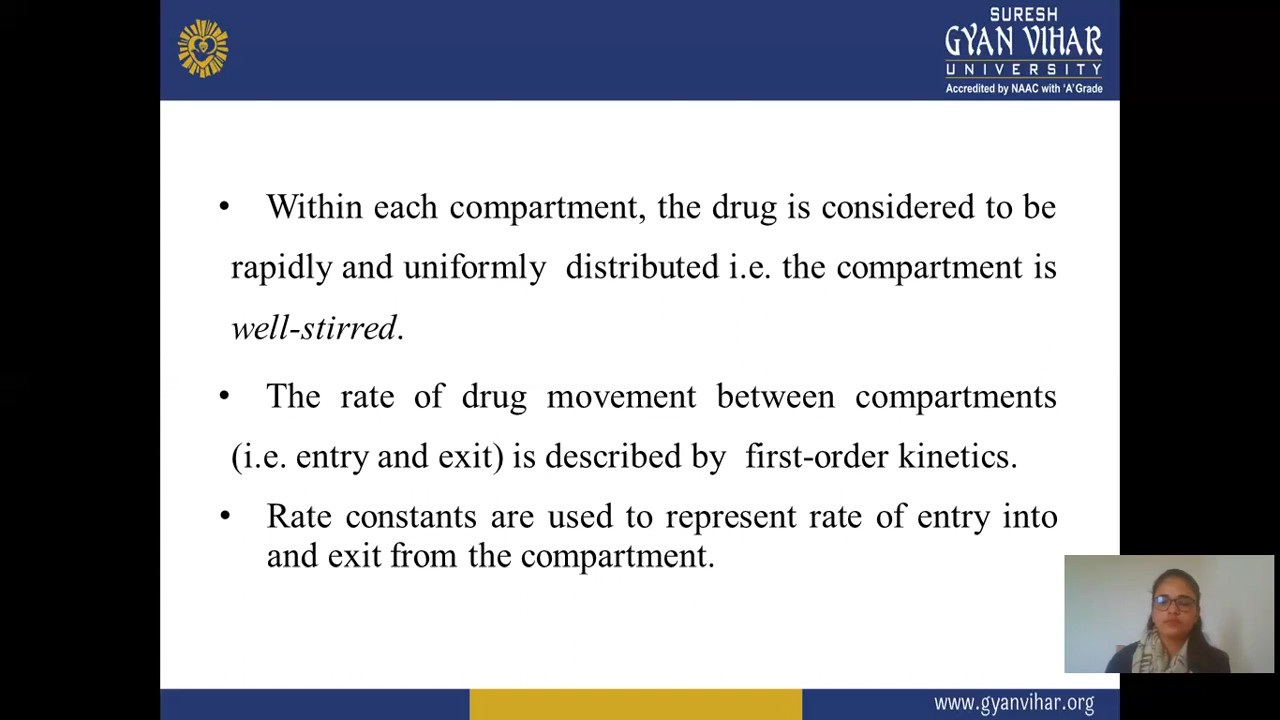 SURESH
GYAN VIHAR
UNIVERSITY
Accredited by NAAC with 'A' Grade
• Within each compartment, the drug is considered to be
rapidly and uniformly distributed i.e. the compartment is
well-stirred.
• The rate of drug movement between compartments
(i.e. entry and exit) is described by first-order kinetics.
• Rate constants are used to represent rate of entry into
and exit from the compartment.
www.gyanvihar.org